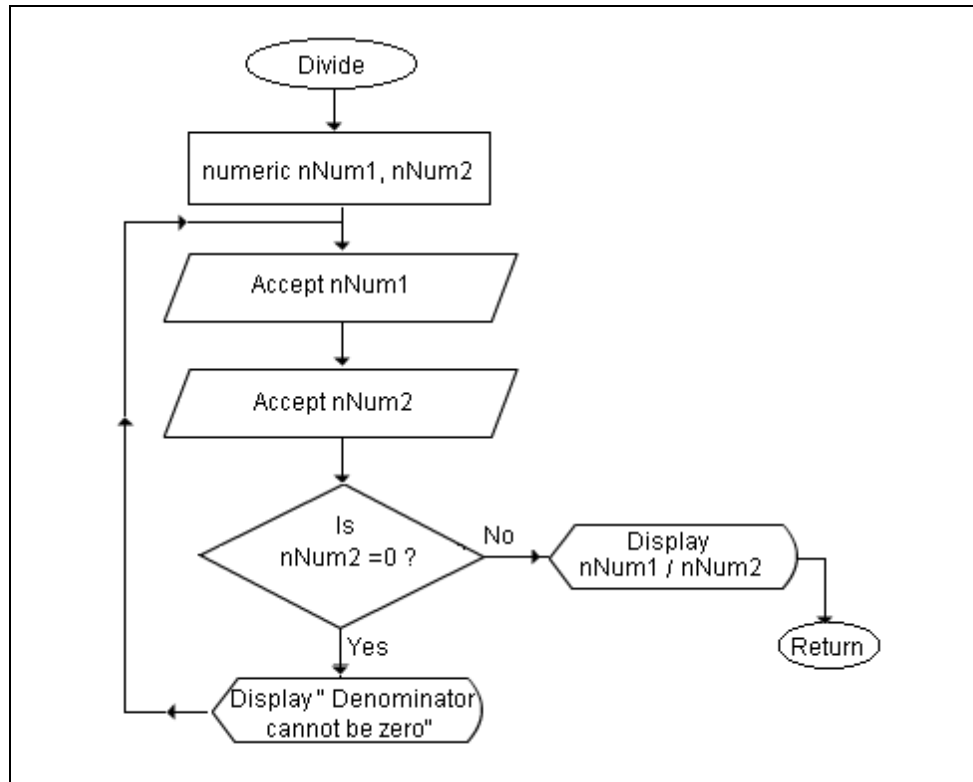 Divide
numeric nNum1, nNum2
Accept nNum1
Accept nNum2
Is
nNum2 =0 ?
No
Display
nNum1 / nNum2
Return
Yes
Display " Denominator
cannot be zero"